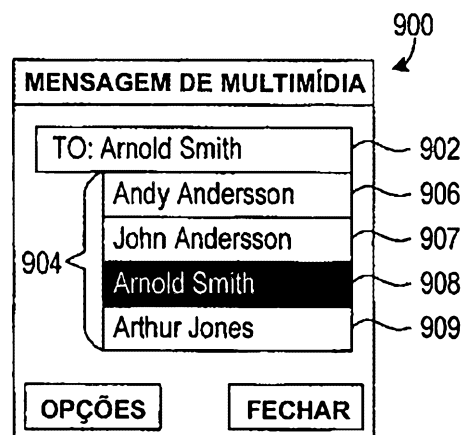 900
MENSAGEM DE MULTIMÍDIA
TO: Arnold Smith 902
Andy Andersson 906
John Andersson 907
904
Arnold Smith 908
Arthur Jones 909
OPÇÕES FECHAR